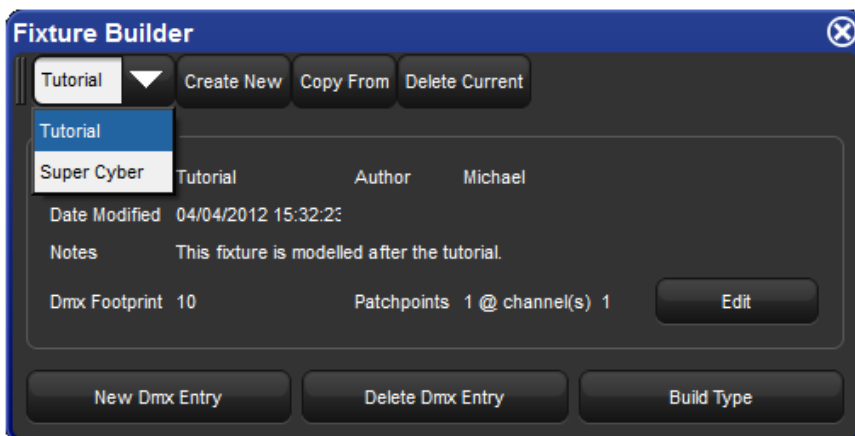 Fixture Builder
Tutorial Create New Copy From Delete Current
Tutorial
Super Cyber Tutorial Author Michael
Date Modified 04/04/2012 15:32:23
Notes This fixture is modelled after the tutorial.
Dmx Footprint 10 Patchpoints 1 @ channel(s) 1 Edit
New Dmx Entry Delete Dmx Entry Build Type